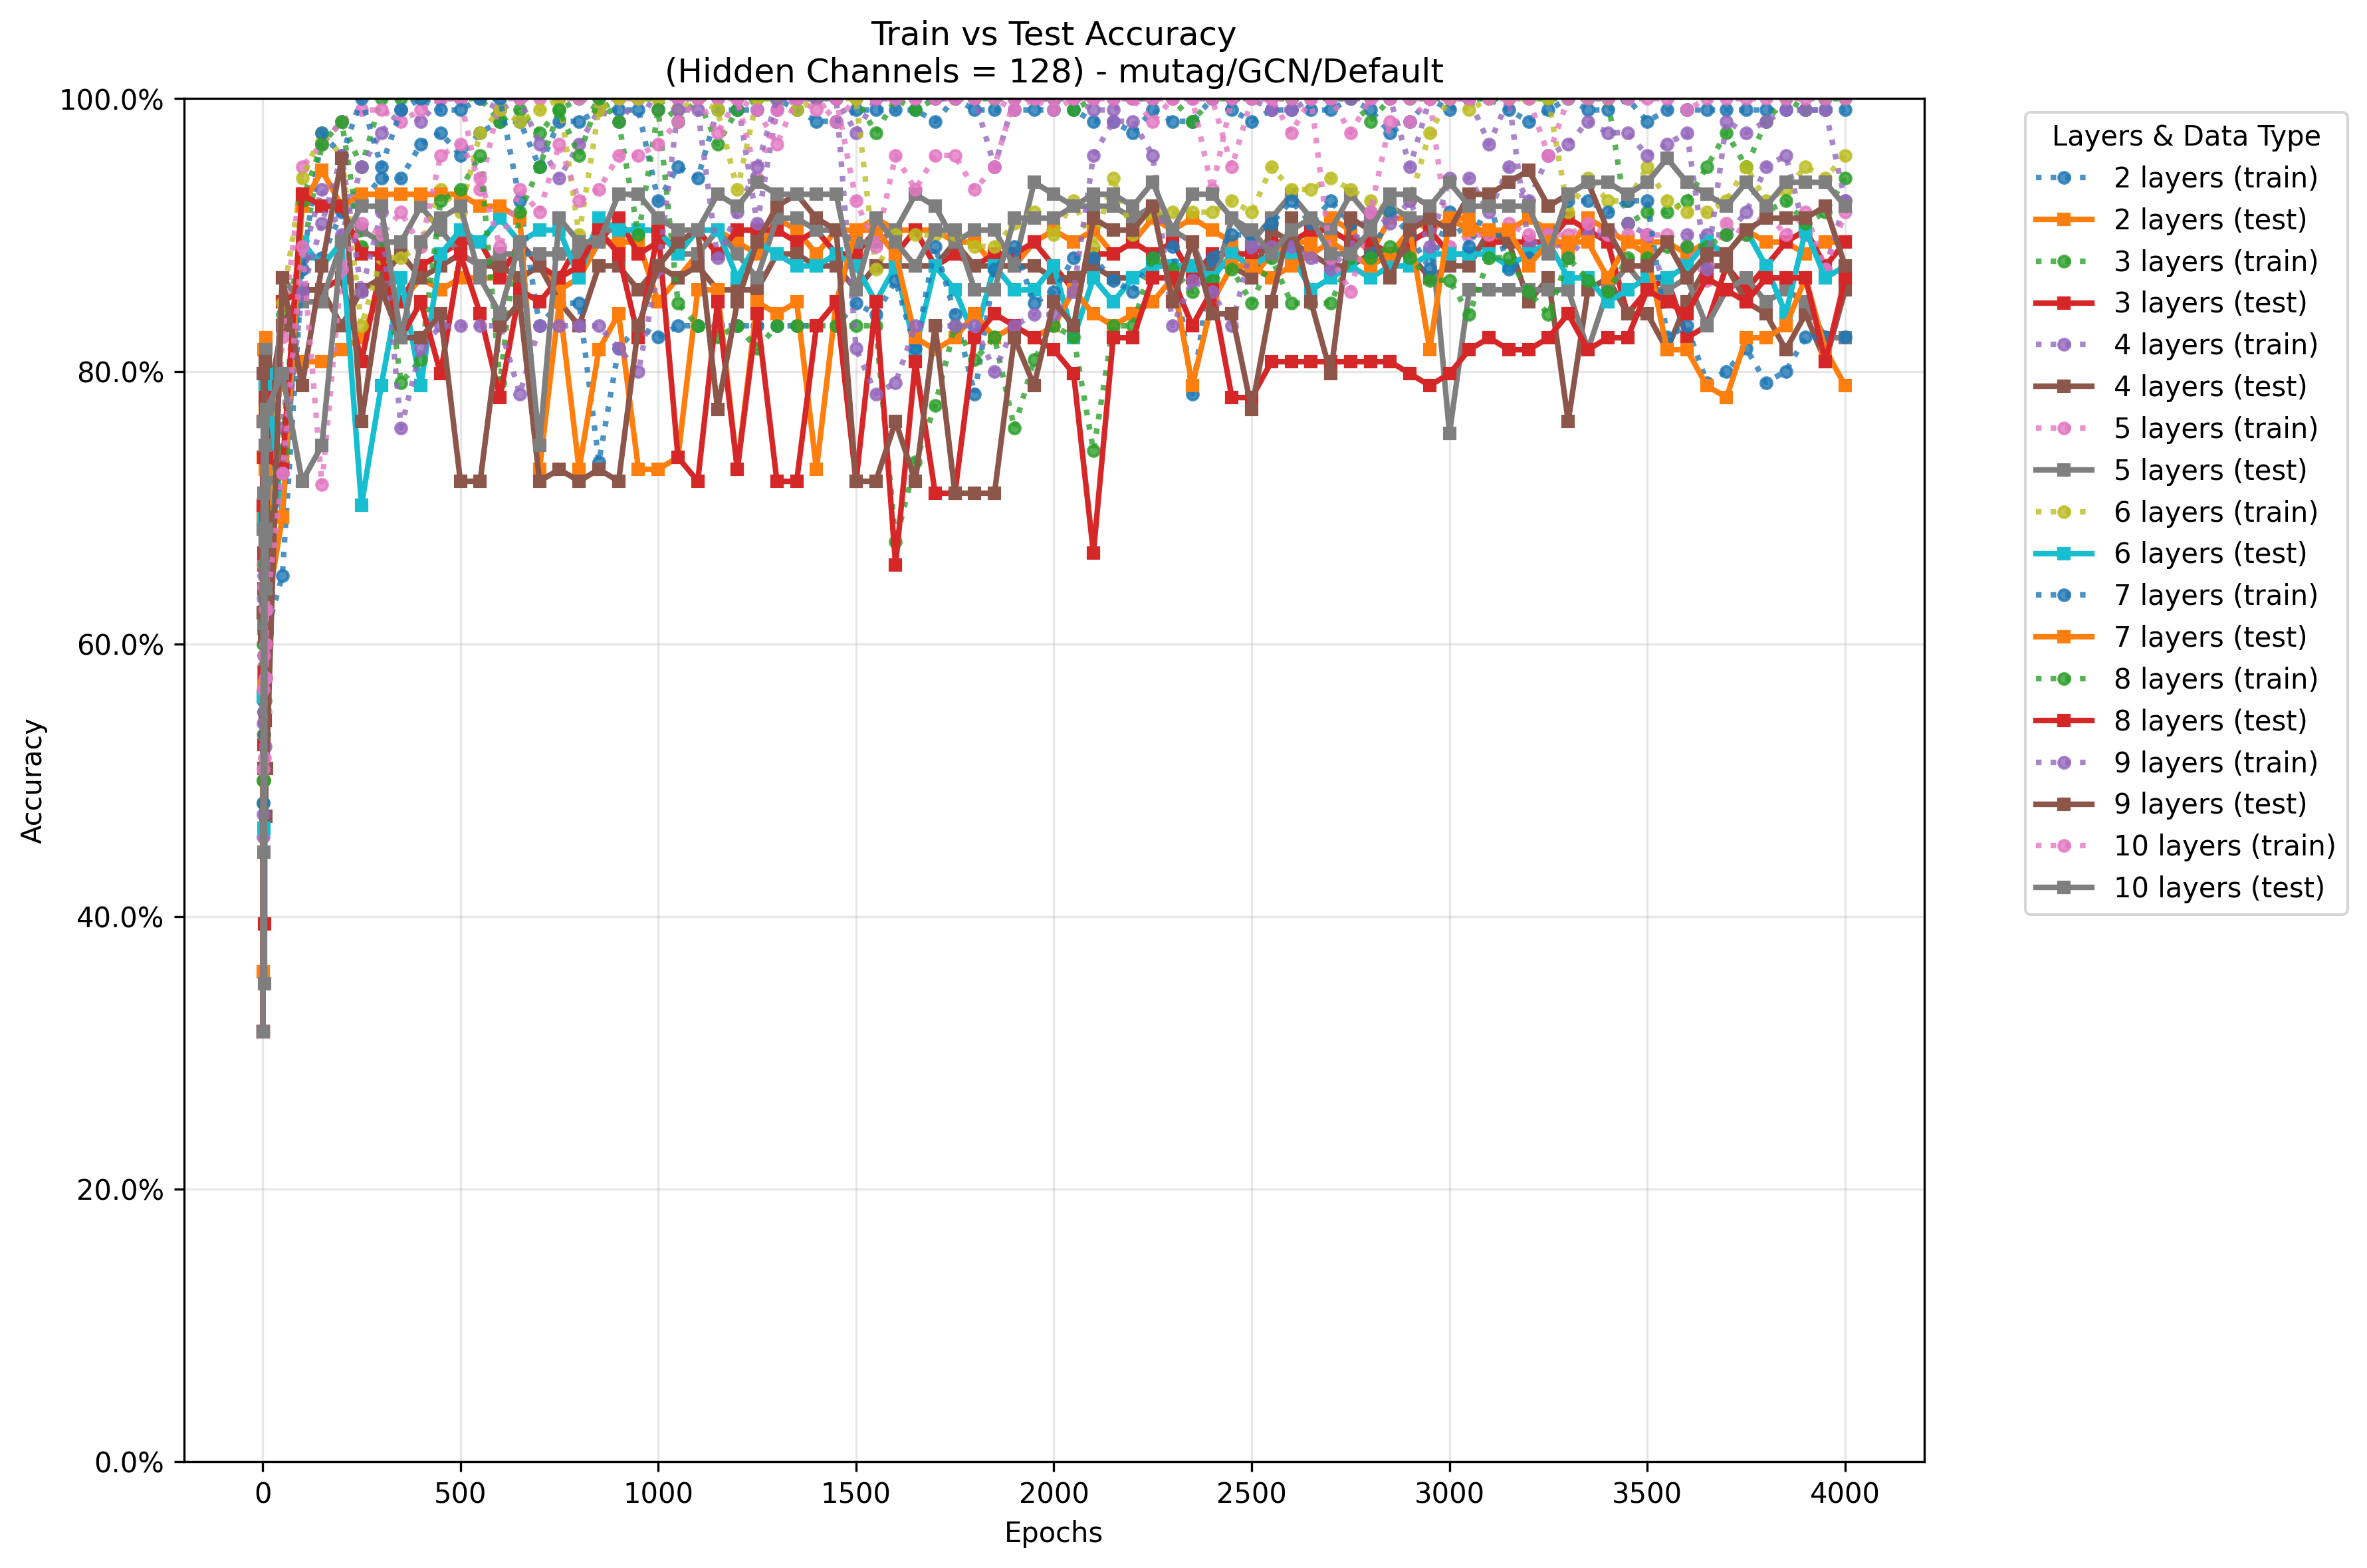 Train vs Test Accuracy
(Hidden Channels = 128) - mutag/GCN/Default
100.0%
80.0%
60.0%
40.0%
20.0%
0.0%
Accuracy
0 500 1000 1500 2000 2500 3000 3500 4000
Epochs
Layers & Data Type
2 layers (train)
2 layers (test)
3 layers (train)
3 layers (test)
4 layers (train)
4 layers (test)
5 layers (train)
5 layers (test)
6 layers (train)
6 layers (test)
7 layers (train)
7 layers (test)
8 layers (train)
8 layers (test)
9 layers (train)
9 layers (test)
10 layers (train)
10 layers (test)